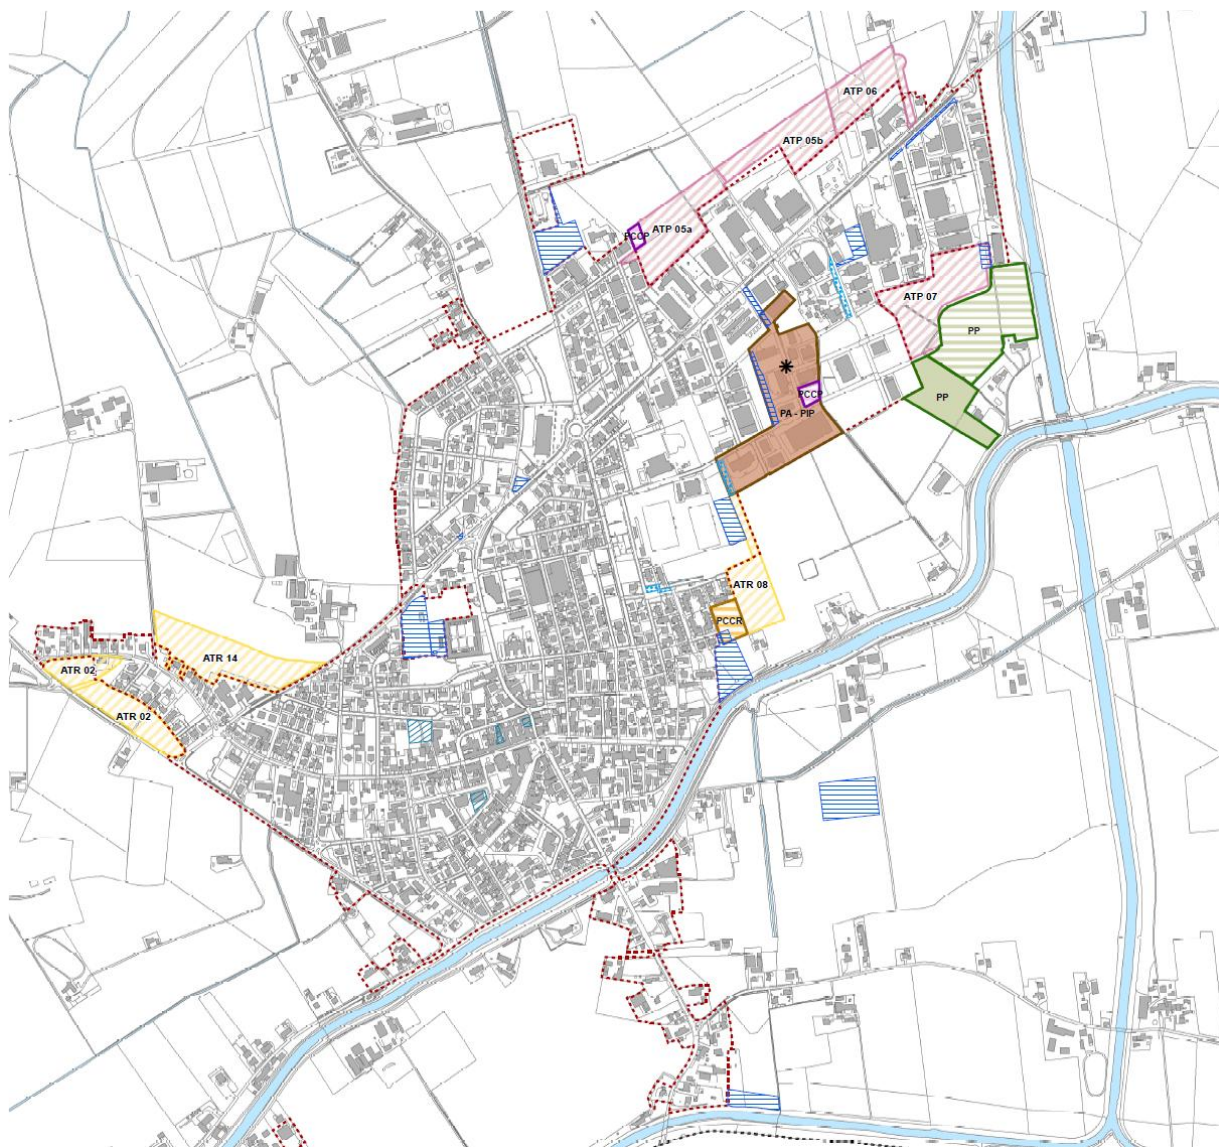 ATP 06
ATP 05b
PCCP
ATP 05a
ATP 07
PP
PCCP
PP
PA - PIP
ATR 08
PCCR
ATR 14
ATR 02
ATR 02